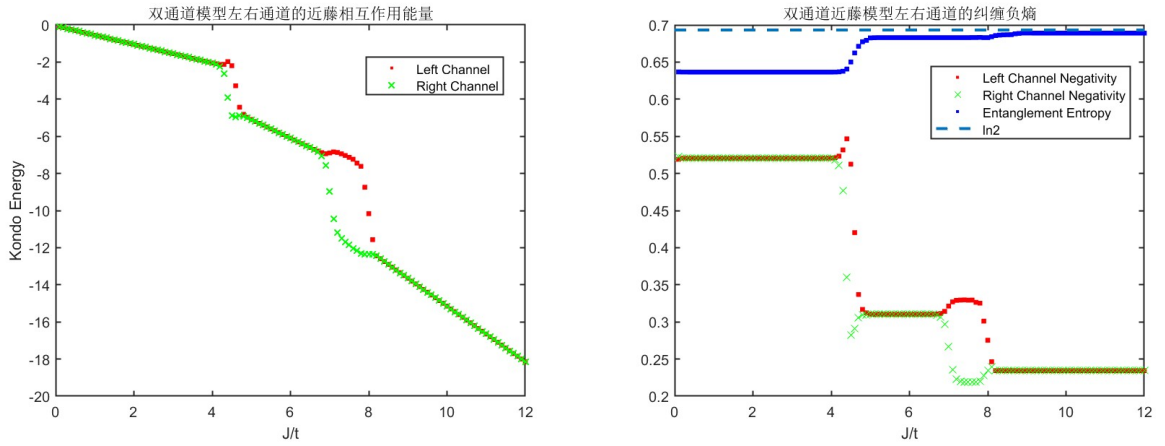 双通道模型左右通道的近藤相互作用能量
0
-2
-4
-6
-8
-10
-12
-14
-16
-18
-20
Kondo Energy
Left Channel
Right Channel
0 2 4 6 8 10 12
J/t
双通道近藤模型左右通道的纠缠负熵
0.7
0.65
0.6
0.55
0.5
0.45
0.4
0.35
0.3
0.25
0.2
Left Channel Negativity
Right Channel Negativity
Entanglement Entropy
ln2
0 2 4 6 8 10 12
J/t